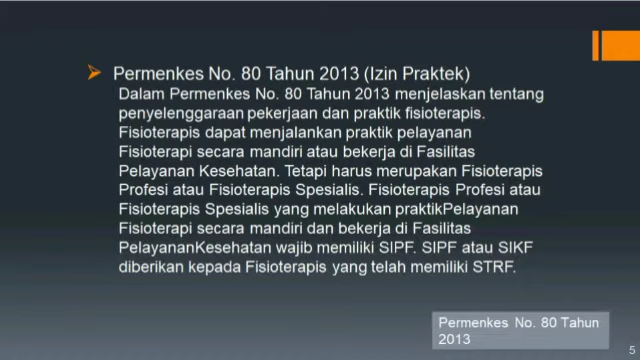 Permenkes No. 80 Tahun 2013 (Izin Praktek)
Dalam Permenkes No. 80 Tahun 2013 menjelaskan tentang
penyelenggaraan pekerjaan dan praktik fisioterapis.
Fisioterapis dapat menjalankan praktik pelayanan
Fisioterapi secara mandiri atau bekerja di Fasilitas
Pelayanan Kesehatan. Tetapi harus merupakan Fisioterapis
Profesi atau Fisioterapis Spesialis. Fisioterapis Profesi atau
Fisioterapis Spesialis yang melakukan praktikPelayanan
Fisioterapi secara mandiri dan bekerja di Fasilitas
PelayananKesehatan wajib memiliki SIPF. SIPF atau SIKF
diberikan kepada Fisioterapis yang telah memiliki STRF.
Permenkes No. 80 Tahun
2013
5